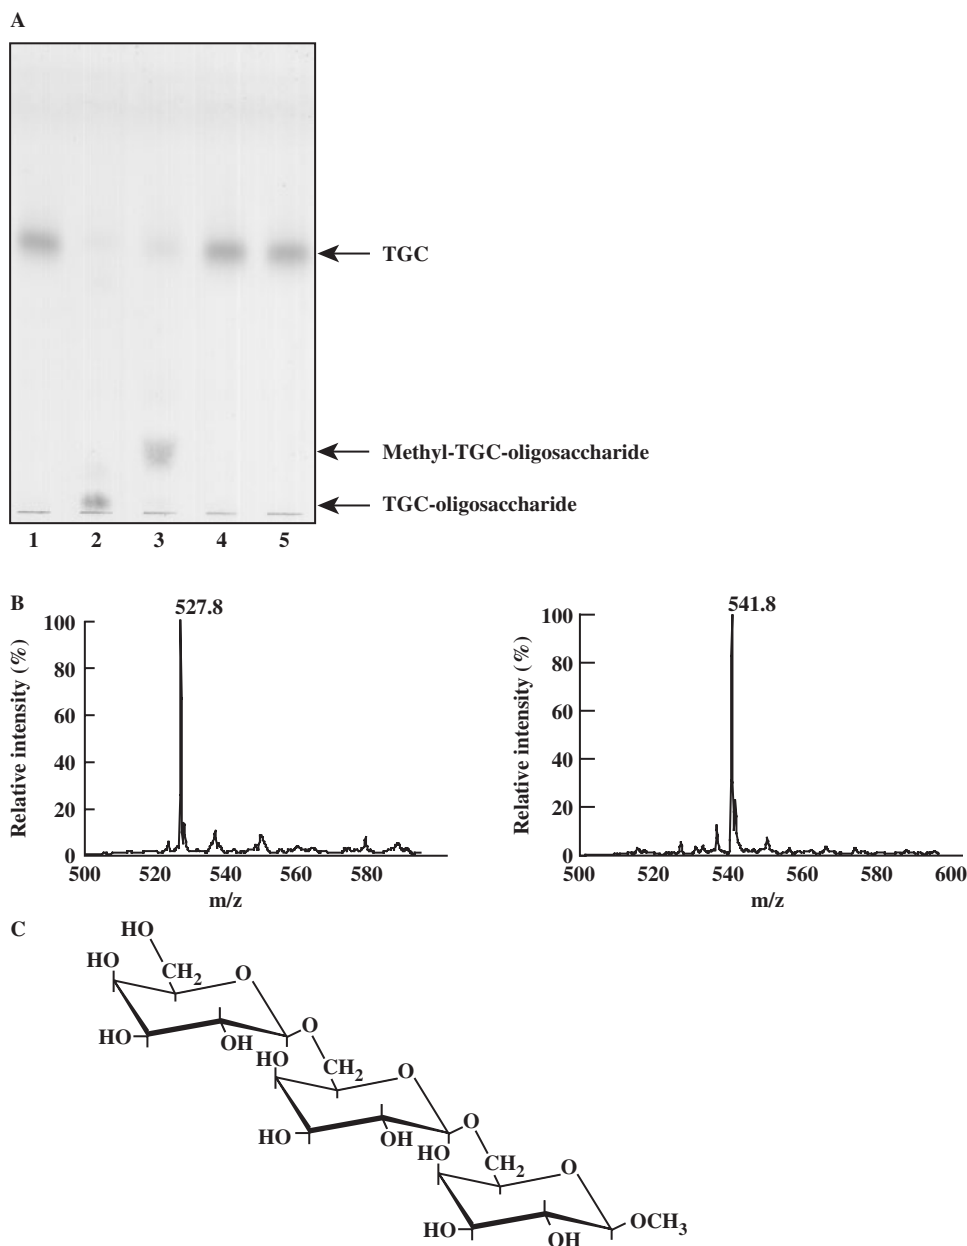 A
TGC
Methyl-TGC-oligosaccharide
TGC-oligosaccharide
1 2 3 4 5
B
527.8
Relative intensity (%)
100
80
60
40
20
0
500 520 540 560 580
m/z
541.8
Relative intensity (%)
100
80
60
40
20
0
500 520 540 560 580 600
m/z
C
HO
HO CH2 O
HO OH O
HO CH2 O
HO OH O
HO CH2 O
HO OH OCH3